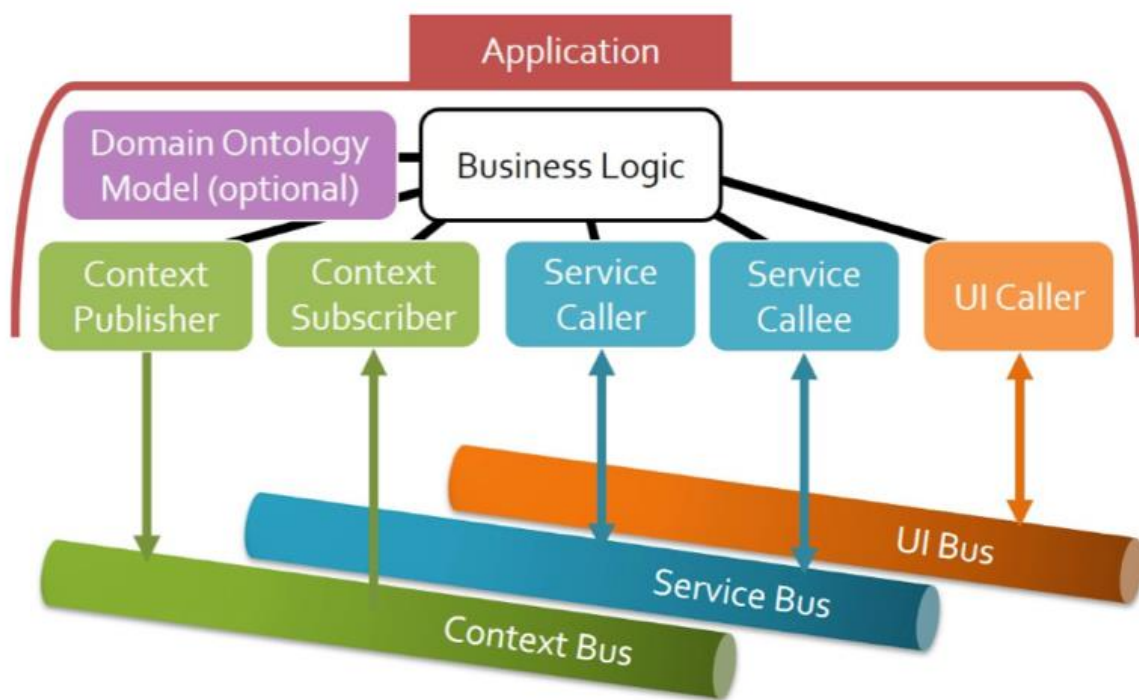 Application
Domain Ontology
Model (optional)
Business Logic
Context
Publisher
Context
Subscriber
Service
Caller
Service
Callee
UI Caller
UI Bus
Service Bus
Context Bus